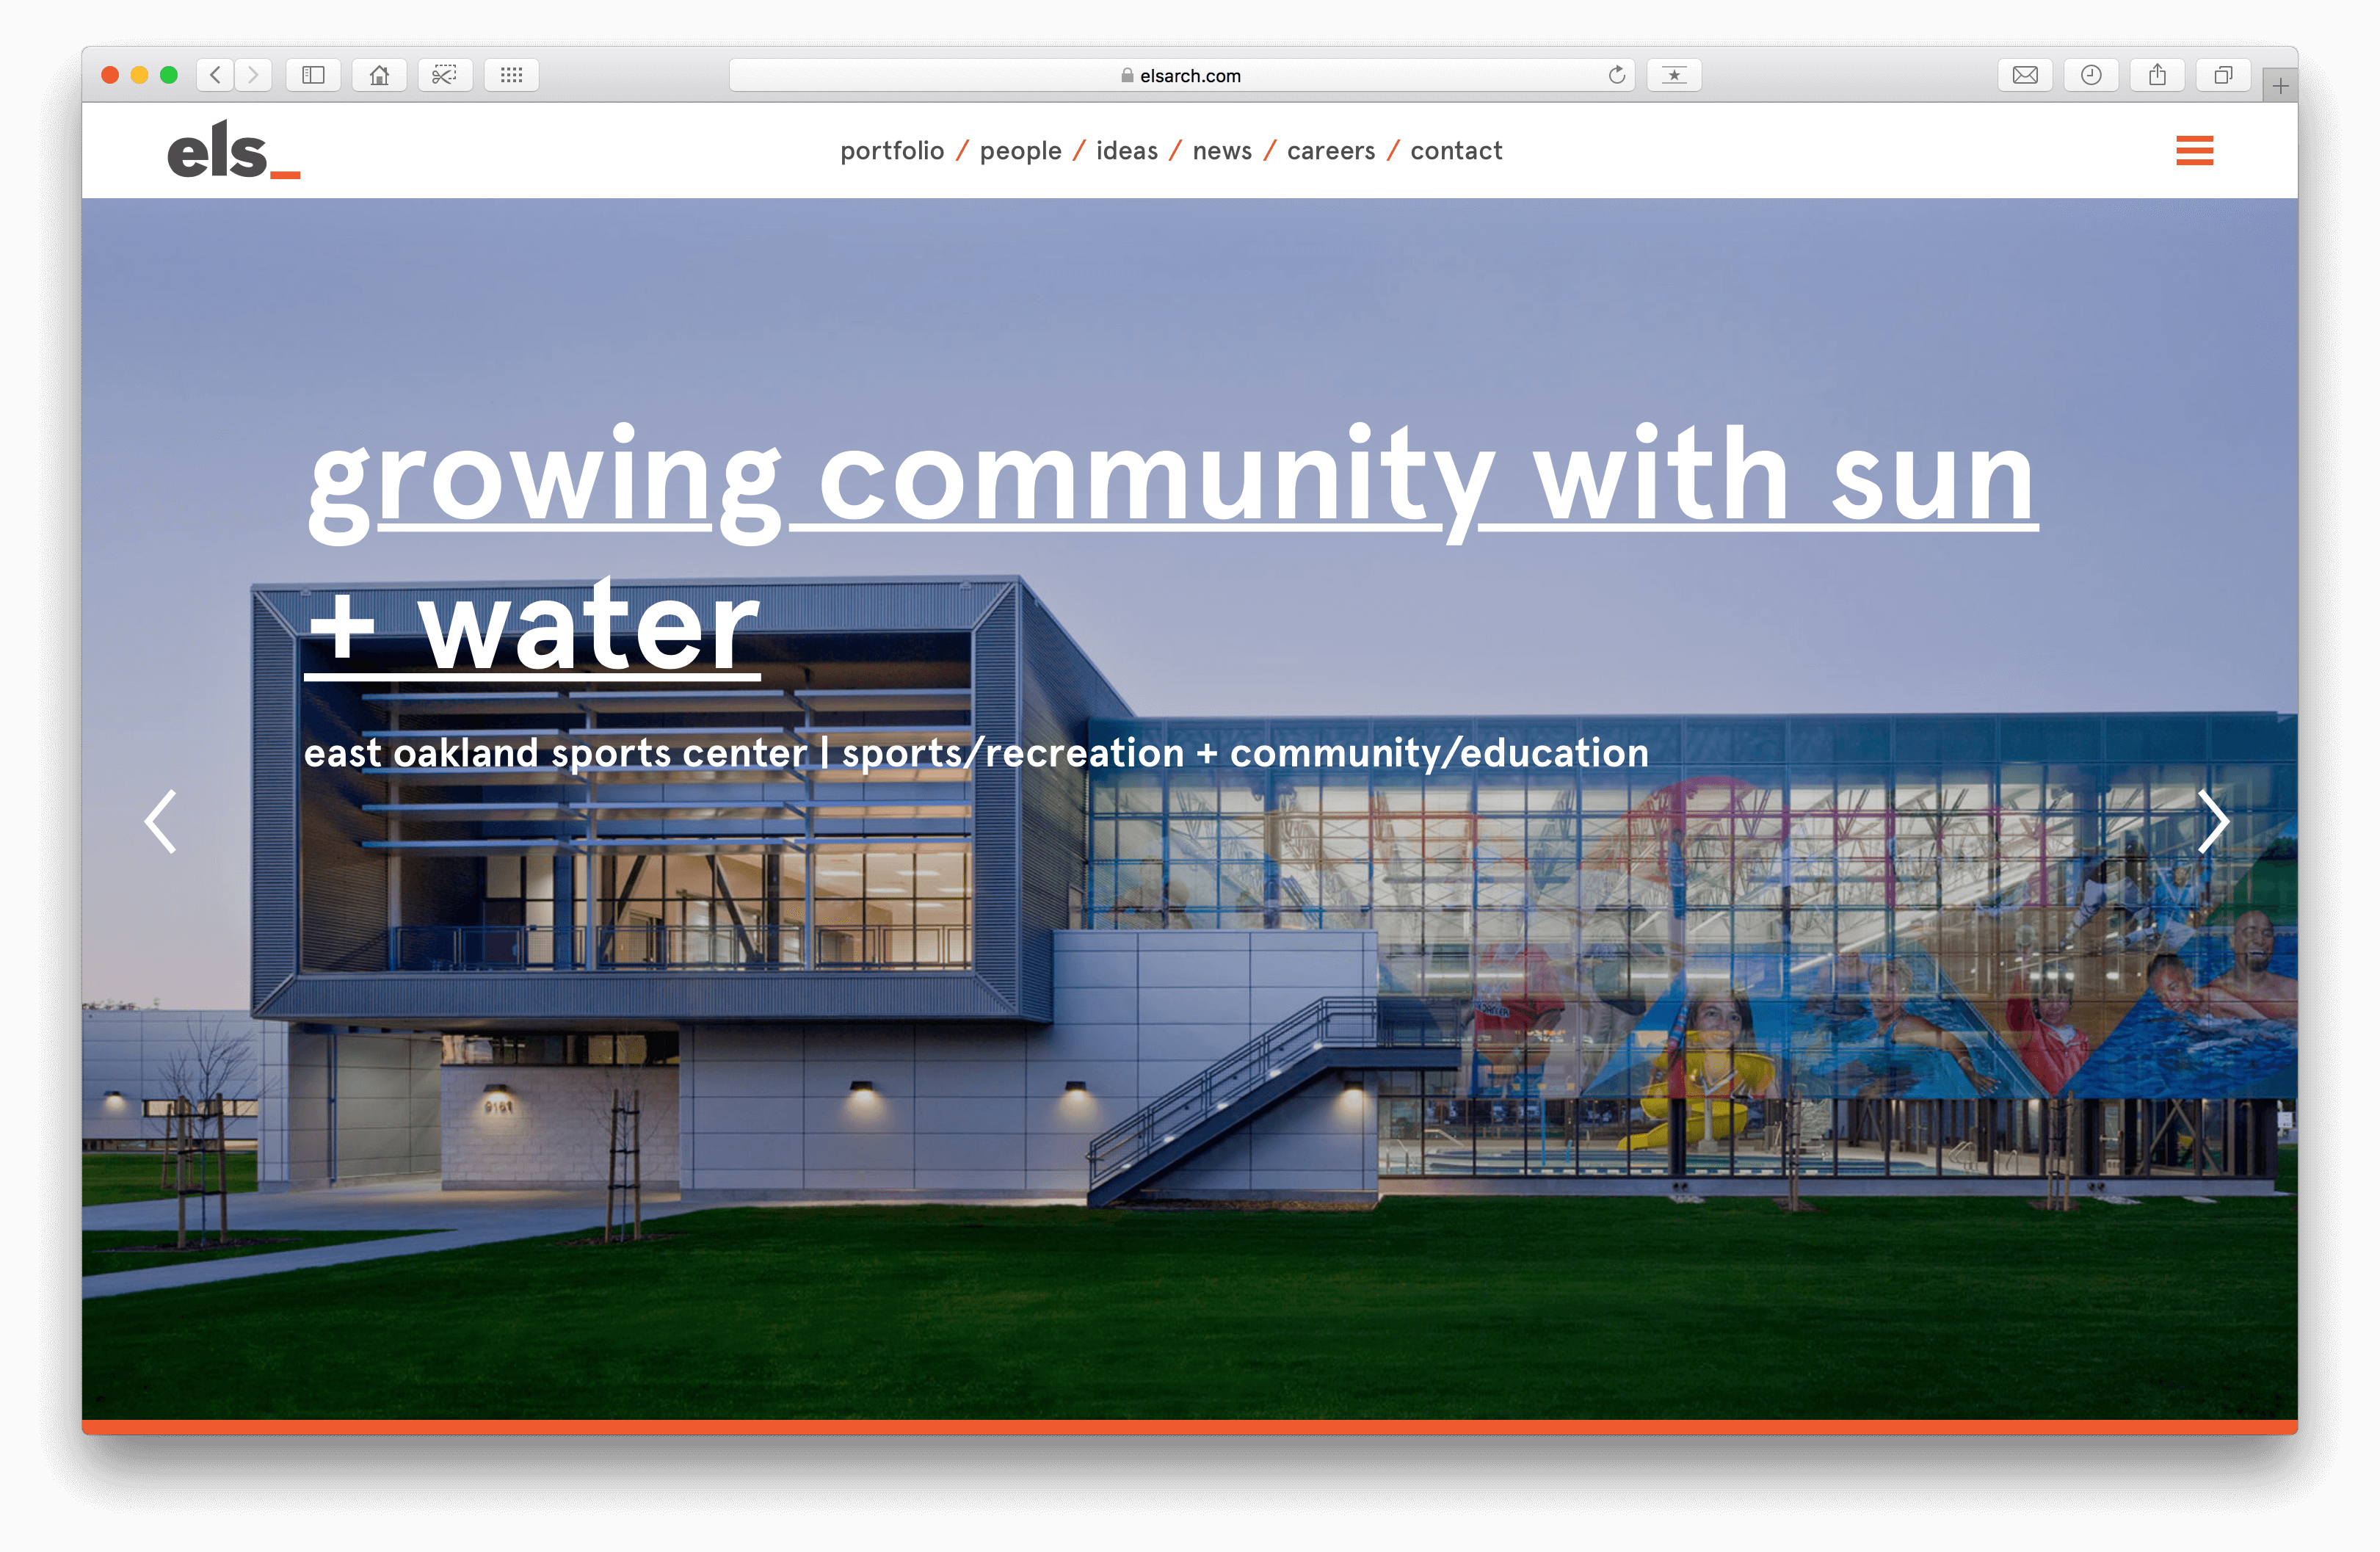 elsarch.com
els_
portfolio / people / ideas / news / careers / contact
growing community with sun
+ water
east oakland sports center | sports/recreation + community/education